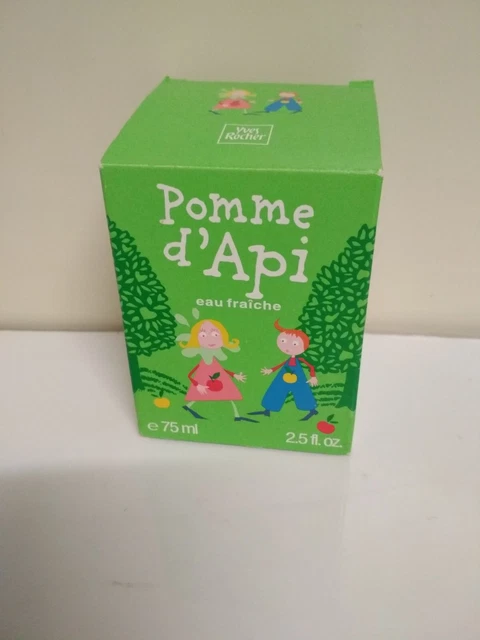 Yves
Rocher
Pomme
d'Api
eau fraîche
e 75 ml
2.5 fl. oz.